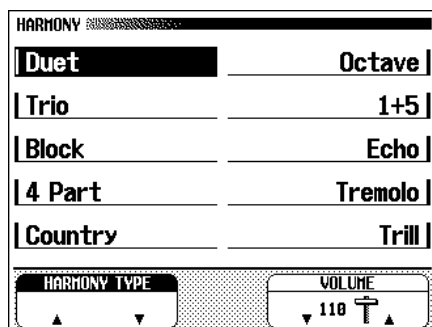 HARMONY
Duet Octave
Trio 1+5
Block Echo
4 Part Tremolo
Country Trill
HARMONY TYPE VOLUME
110